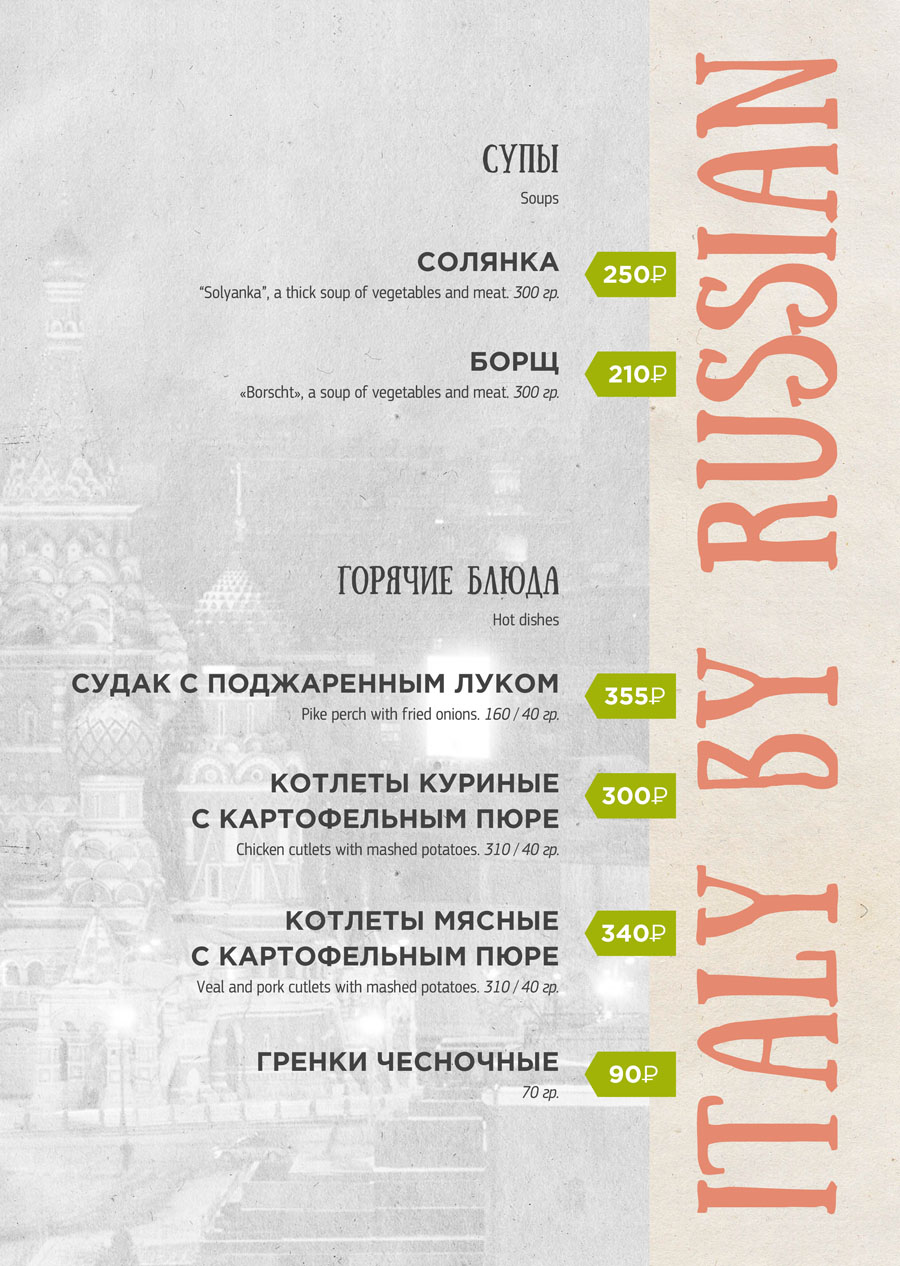 СУПЫ
Soups
СОЛЯНКА
250₽
“Solyanka”, a thick soup of vegetables and meat. 300 гр.
БОРЩ
210₽
«Borscht», a soup of vegetables and meat. 300 гр.
ГОРЯЧИЕ БЛЮДА
Hot dishes
СУДАК С ПОДЖАРЕННЫМ ЛУКОМ
355₽
Pike perch with fried onions. 160 / 40 гр.
КОТЛЕТЫ КУРИНЫЕ
С КАРТОФЕЛЬНЫМ ПЮРЕ
300₽
Chicken cutlets with mashed potatoes. 310 / 40 гр.
КОТЛЕТЫ МЯСНЫЕ
С КАРТОФЕЛЬНЫМ ПЮРЕ
340₽
Veal and pork cutlets with mashed potatoes. 310 / 40 гр.
ГРЕНКИ ЧЕСНОЧНЫЕ
90₽
70 гр.
ITALY BY RUSSIAN